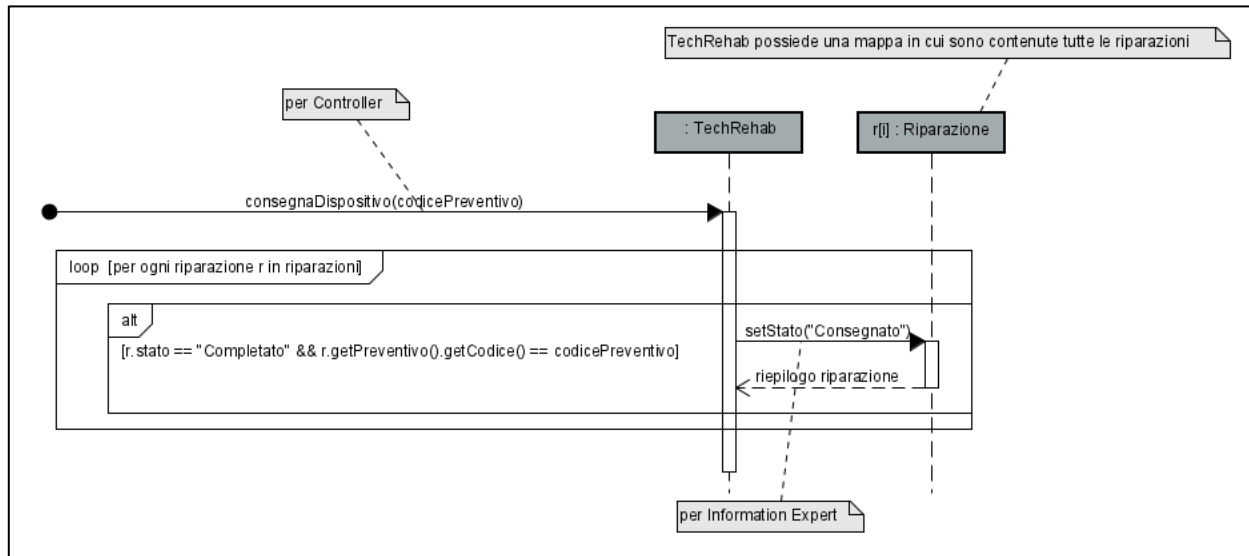 TechRehab possiede una mappa in cui sono contenute tutte le riparazioni
per Controller
: TechRehab
r[i] : Riparazione
consegnaDispositivo(codicePreventivo)
loop [per ogni riparazione r in riparazioni]
alt
setStato("Consegnato")
[r.stato == "Completato" && r.getPreventivo().getCodice() == codicePreventivo]
riepilogo riparazione
per Information Expert